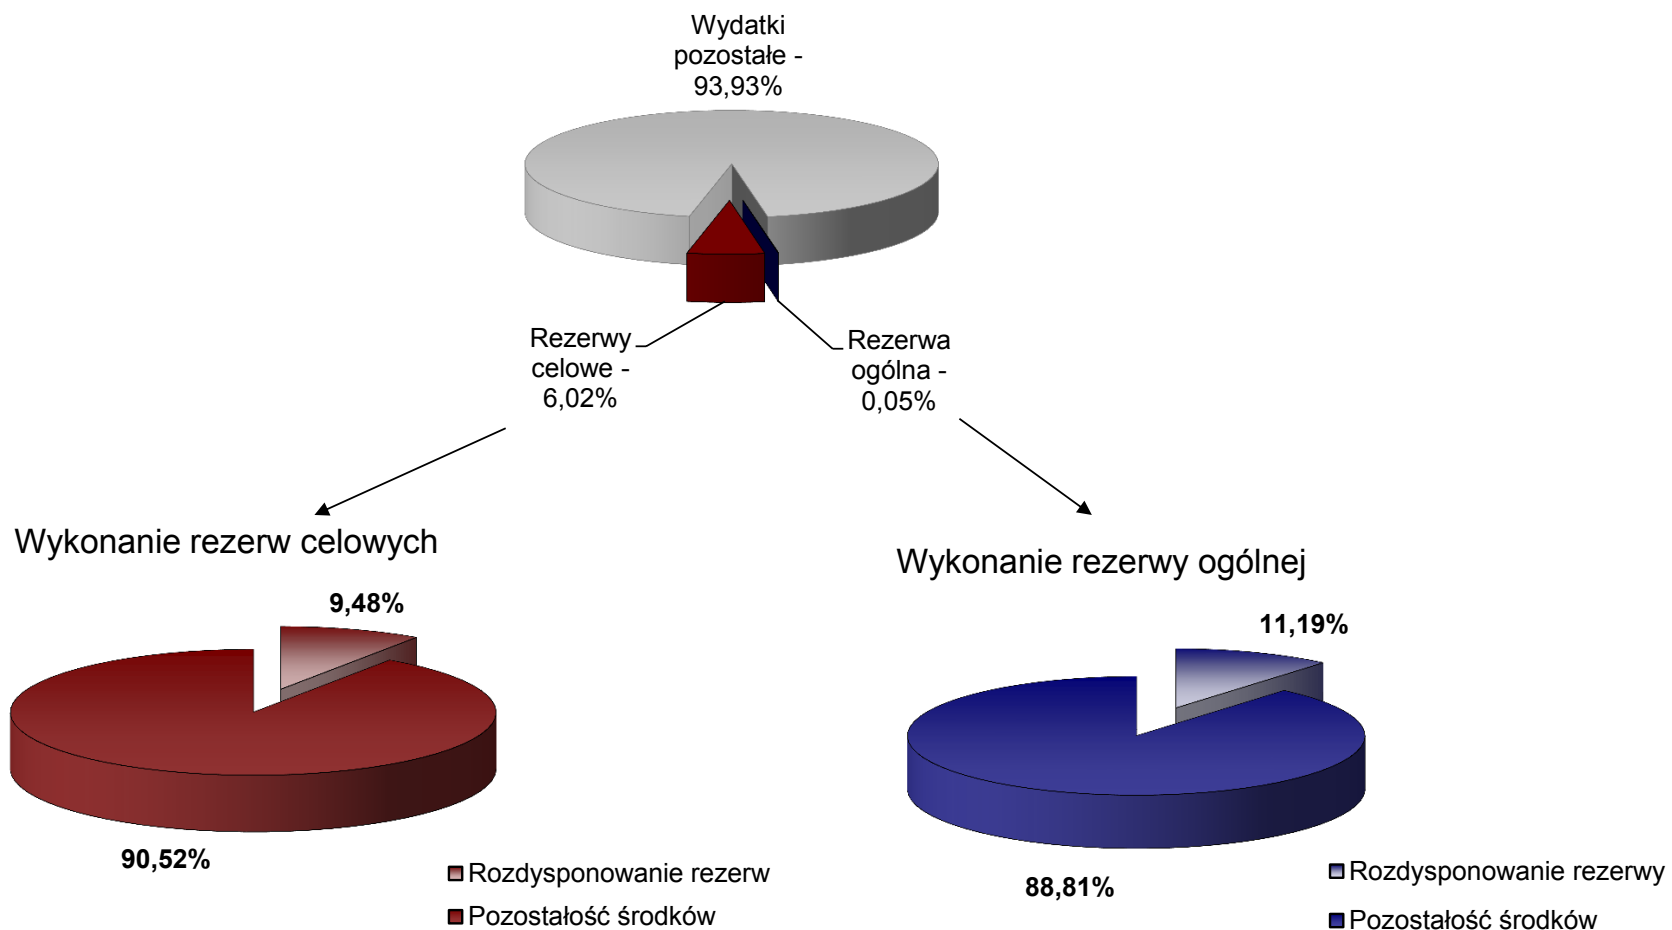 Wydatki
pozostałe -
93,93%
Rezerwy
celowe -
6,02%
Rezerwa
ogólna -
0,05%
Wykonanie rezerw celowych
9,48%
90,52%
Rozdysponowanie rezerw
Pozostałość środków
Wykonanie rezerwy ogólnej
11,19%
88,81%
Rozdysponowanie rezerwy
Pozostałość środków